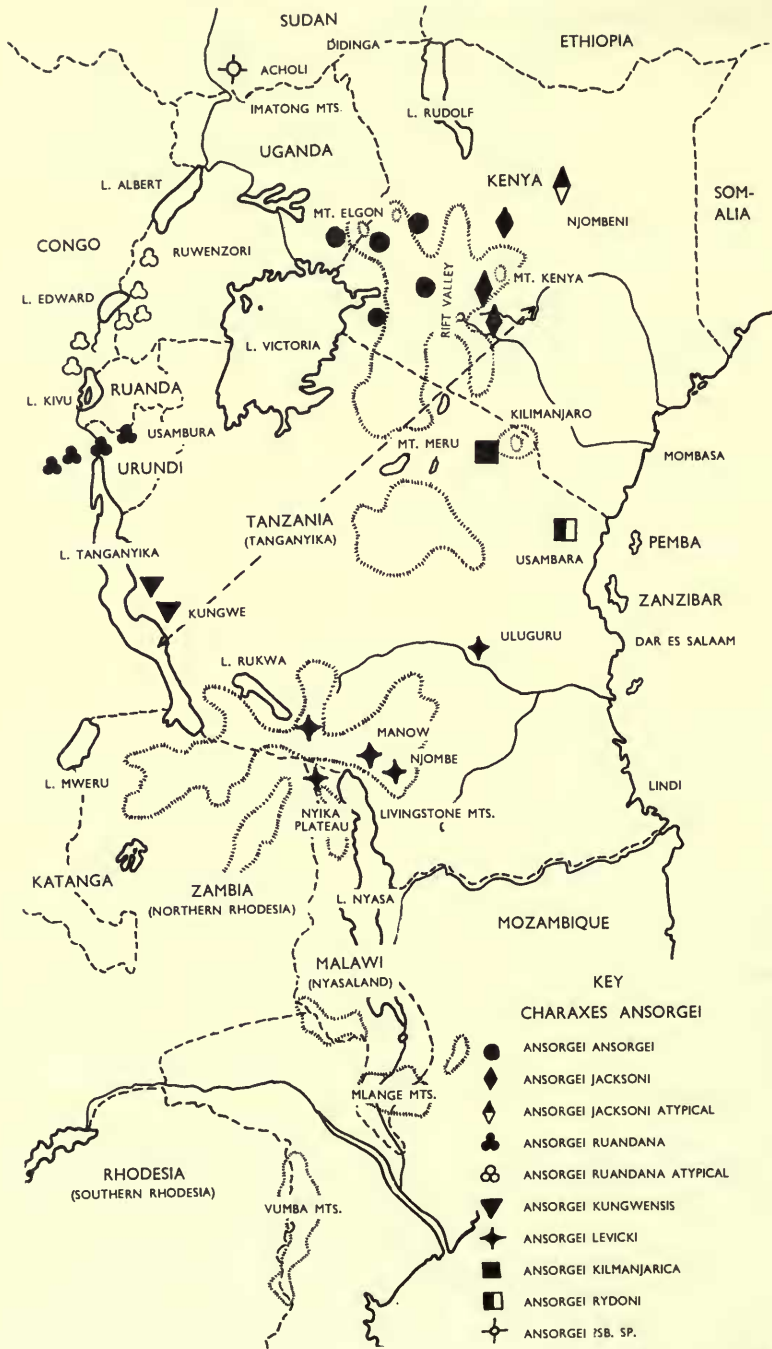 SUDAN
DIDINGA
ETHIOPIA
ACHOLI
IMATONG MTS.
L. RUDOLF
UGANDA
L. ALBERT
KENYA
NJOMBENI
SOM-
ALIA
MT. ELGON
CONGO
RUWENZORI
MT. KENYA
RIFT VALLEY
L. EDWARD
L. VICTORIA
RUANDA
L. KIVU
KILIMANJARO
USAMBURA
MT. MERU
MOMBASA
URUNDI
TANZANIA
(TANGANYIKA)
USAMBARA
PEMBA
L. TANGANYIKA
ZANZIBAR
KUNGWE
ULUGURU
DAR ES SALAAM
L. RUKWA
MANOW
NJOMBE
L. MWERU
LINDI
NYIKA
PLATEAU
LIVINGSTONE MTS.
KATANGA
ZAMBIA
(NORTHERN RHODESIA)
L. NYASA
MOZAMBIQUE
MALAWI
(NYASALAND)
MLANGE MTS.
RHODESIA
(SOUTHERN RHODESIA)
VUMBA MTS.
KEY
CHARAXES ANSORGEI
ANSORGEI ANSORGEI
ANSORGEI JACKSONI
ANSORGEI JACKSONI ATYPICAL
ANSORGEI RUANDANA
ANSORGEI RUANDANA ATYPICAL
ANSORGEI KUNGWENSIS
ANSORGEI LEVICKI
ANSORGEI KILMANJARICA
ANSORGEI RYDONI
ANSORGEI ?SB. SP.